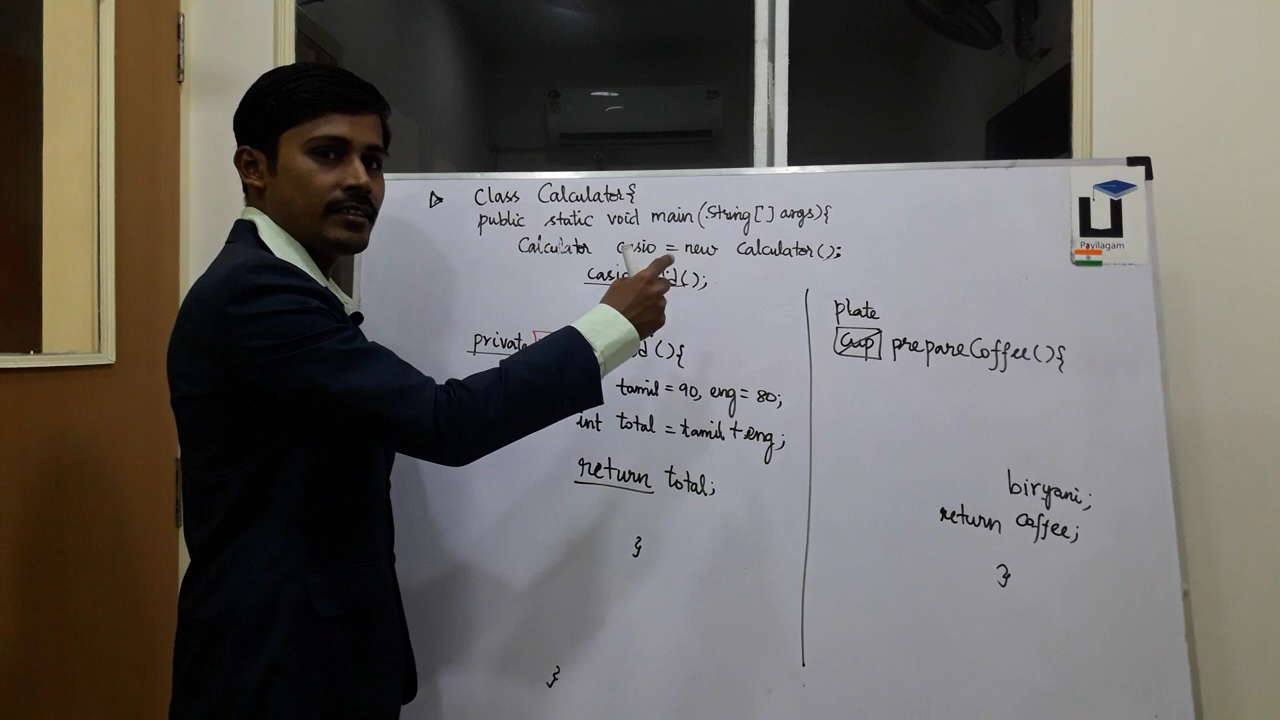 Class Calculator{
public static void main(String[] args){
Calculator casio = new Calculator();
casio ();
private (){
tamil = 90, eng = 80;
int total = tamil + eng;
return total;
}
}
plate
Cup prepareCoffee(){
biryani;
return Coffee;
}
Payilagam